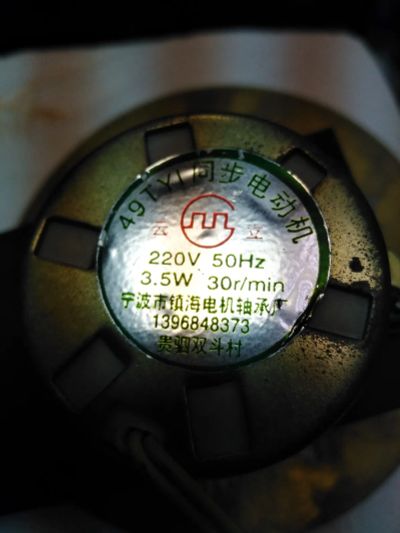 49TYJ同步电动机
云 立
220V 50Hz
3.5W 30r/min
宁波市镇海电机轴承厂
1396848373
贵驷双斗村